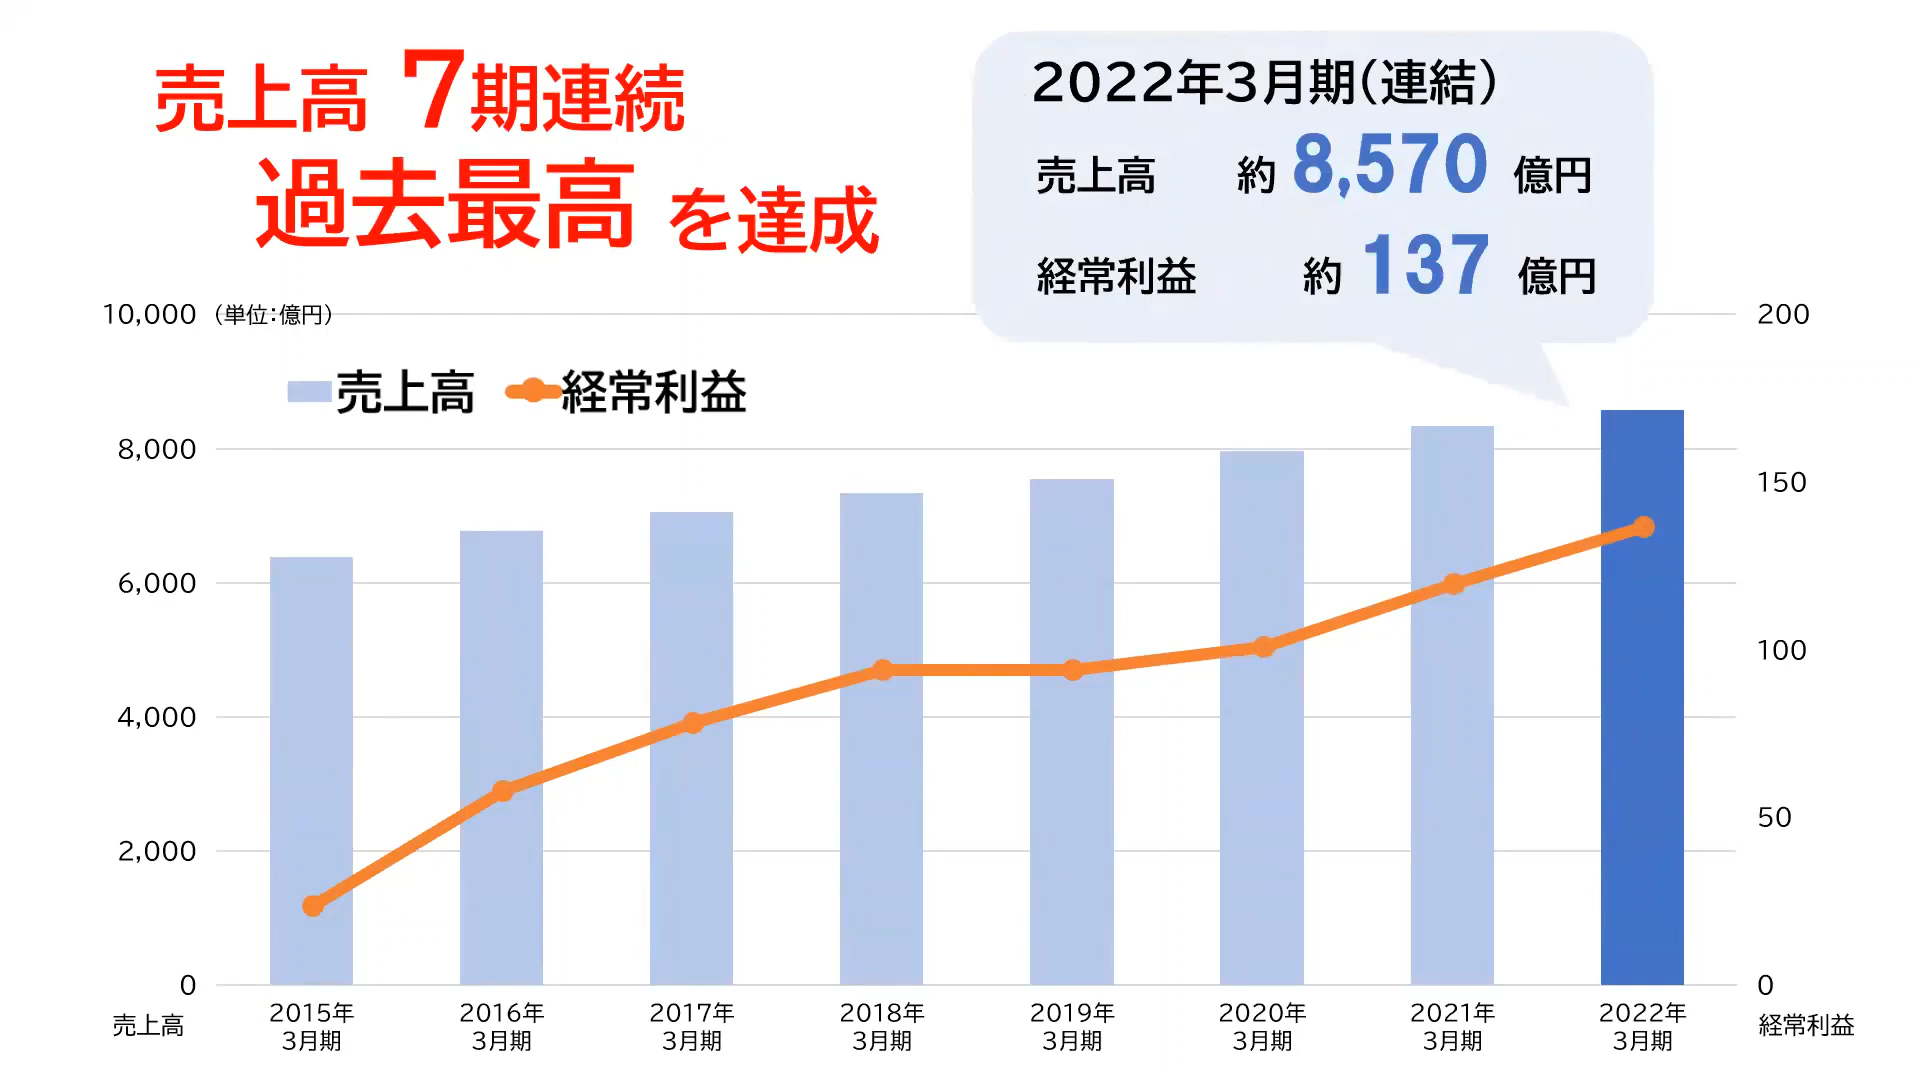 売上高 7期連続
過去最高 を達成
2022年3月期(連結)
売上高 約 8,570 億円
経常利益 約 137 億円
(単位:億円)
売上高 経常利益
10,000
8,000
6,000
4,000
2,000
0
売上高
200
150
100
50
0
経常利益
2015年
3月期
2016年
3月期
2017年
3月期
2018年
3月期
2019年
3月期
2020年
3月期
2021年
3月期
2022年
3月期